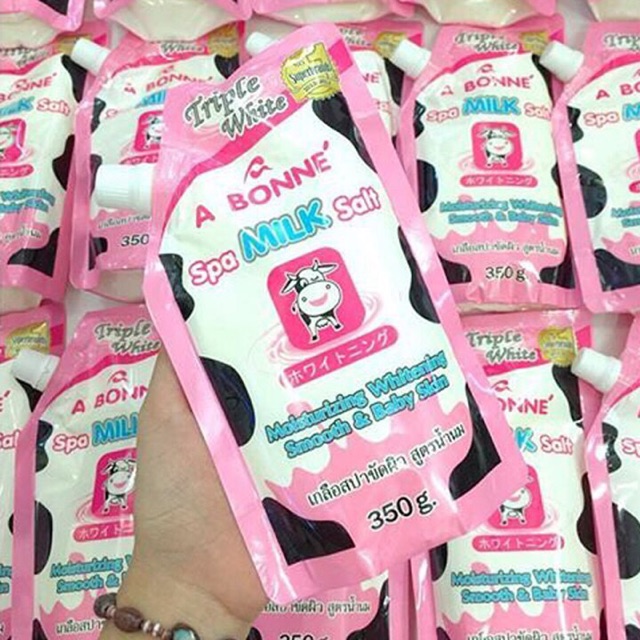 Triple
White
A BONNÉ
Spa MILK Salt
ホワイトニング
Moisturizing Whitening
Smooth & Baby Skin
เกลือสปาขัดผิว สูตรน้ำนม
350 g.